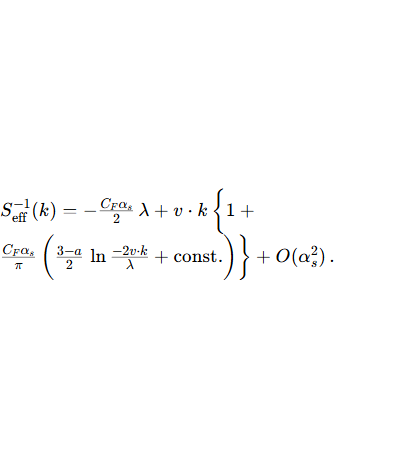 $S_{\text{eff}}^{-1}(k) = -\frac{C_F\alpha_s}{2}\,\lambda + v\cdot k\,\Big\{1 +$
$\frac{C_F\alpha_s}{\pi}\,\left(\frac{3-a}{2}\,\ln\frac{-2v\cdot k}{\lambda} + \text{const.}\right)\Big\} + O(\alpha_s^2)\,.$